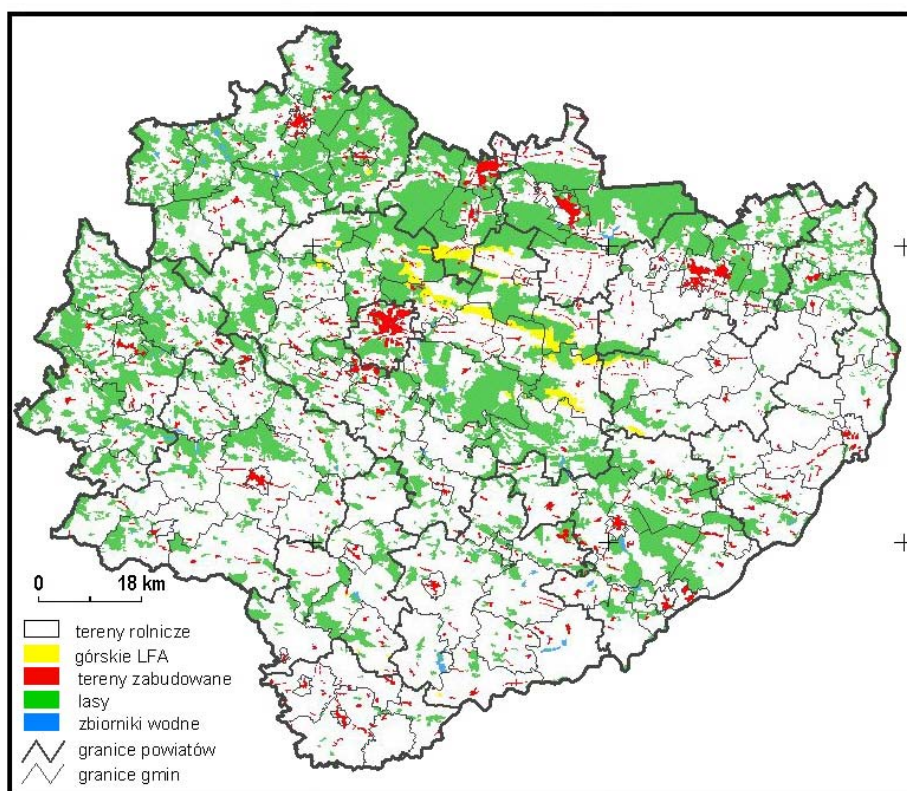 0 18 km
tereny rolnicze
górskie LFA
tereny zabudowane
lasy
zbiorniki wodne
granice powiatów
granice gmin